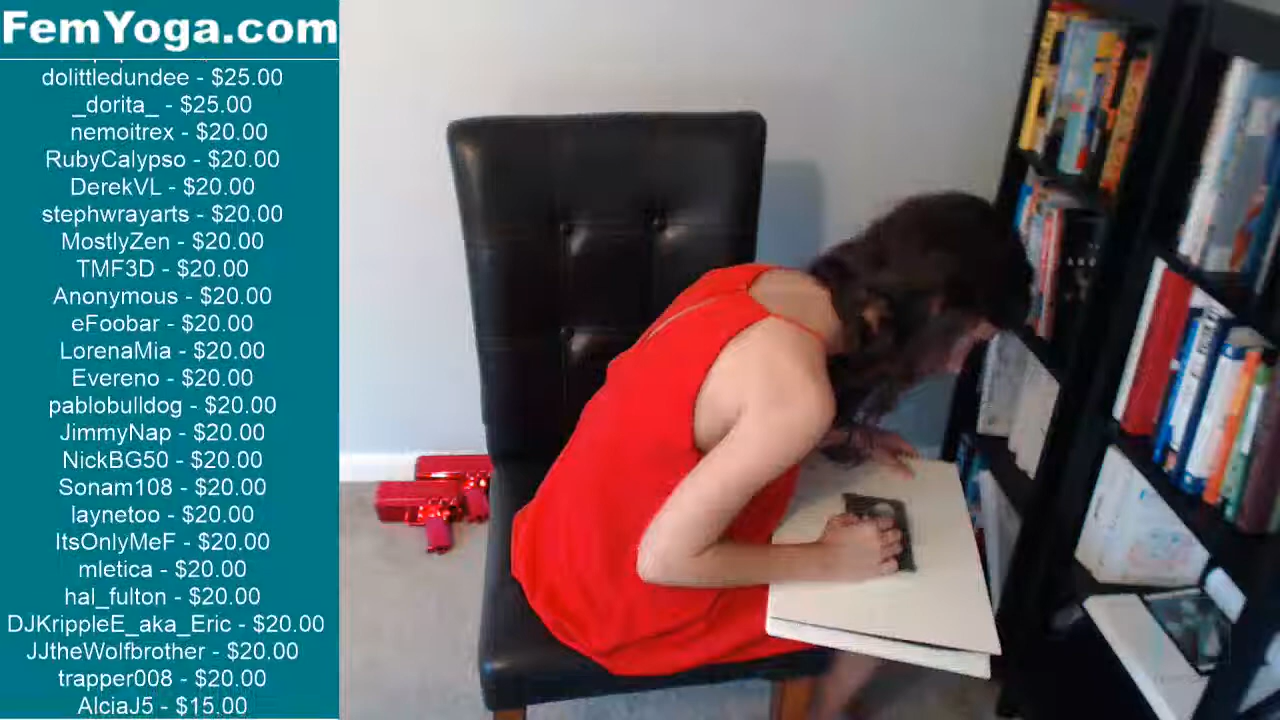 FemYoga.com
dolittledundee - $25.00
_dorita_ - $25.00
nemoitrex - $20.00
RubyCalypso - $20.00
DerekVL - $20.00
stephwrayarts - $20.00
MostlyZen - $20.00
TMF3D - $20.00
Anonymous - $20.00
eFoobar - $20.00
LorenaMia - $20.00
Evereno - $20.00
pablobulldog - $20.00
JimmyNap - $20.00
NickBG50 - $20.00
Sonam108 - $20.00
laynetoo - $20.00
ItsOnlyMeF - $20.00
mletica - $20.00
hal_fulton - $20.00
DJKrippleE_aka_Eric - $20.00
JJtheWolfbrother - $20.00
trapper008 - $20.00
AlciaJ5 - $15.00